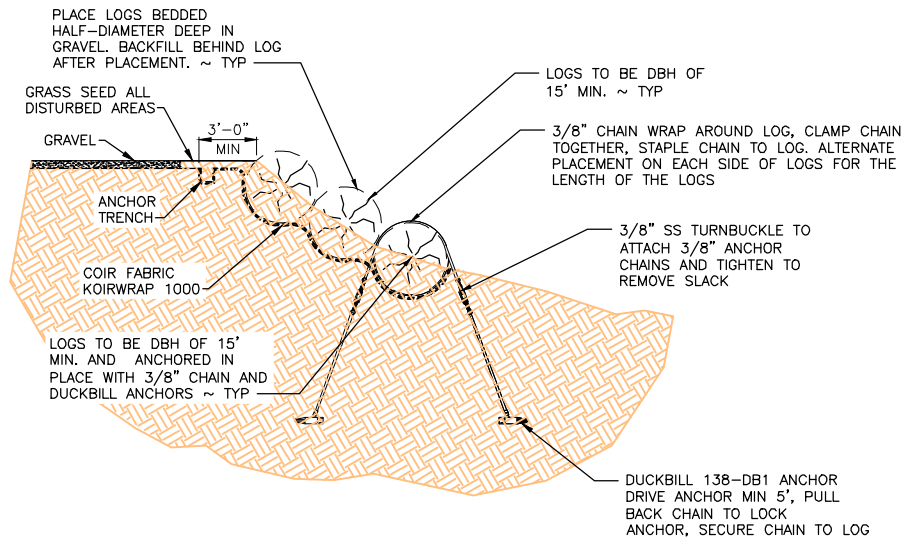 PLACE LOGS BEDDED
HALF-DIAMETER DEEP IN
GRAVEL. BACKFILL BEHIND LOG
AFTER PLACEMENT. ~ TYP
LOGS TO BE DBH OF
15' MIN. ~ TYP
GRASS SEED ALL
DISTURBED AREAS
3'-0"
MIN
GRAVEL
3/8" CHAIN WRAP AROUND LOG, CLAMP CHAIN
TOGETHER, STAPLE CHAIN TO LOG. ALTERNATE
PLACEMENT ON EACH SIDE OF LOGS FOR THE
LENGTH OF THE LOGS
ANCHOR
TRENCH
3/8" SS TURNBUCKLE TO
ATTACH 3/8" ANCHOR
CHAINS AND TIGHTEN TO
REMOVE SLACK
COIR FABRIC
KOIRWRAP 1000
LOGS TO BE DBH OF 15'
MIN. AND ANCHORED IN
PLACE WITH 3/8" CHAIN AND
DUCKBILL ANCHORS ~ TYP
DUCKBILL 138-DB1 ANCHOR
DRIVE ANCHOR MIN 5', PULL
BACK CHAIN TO LOCK
ANCHOR, SECURE CHAIN TO LOG